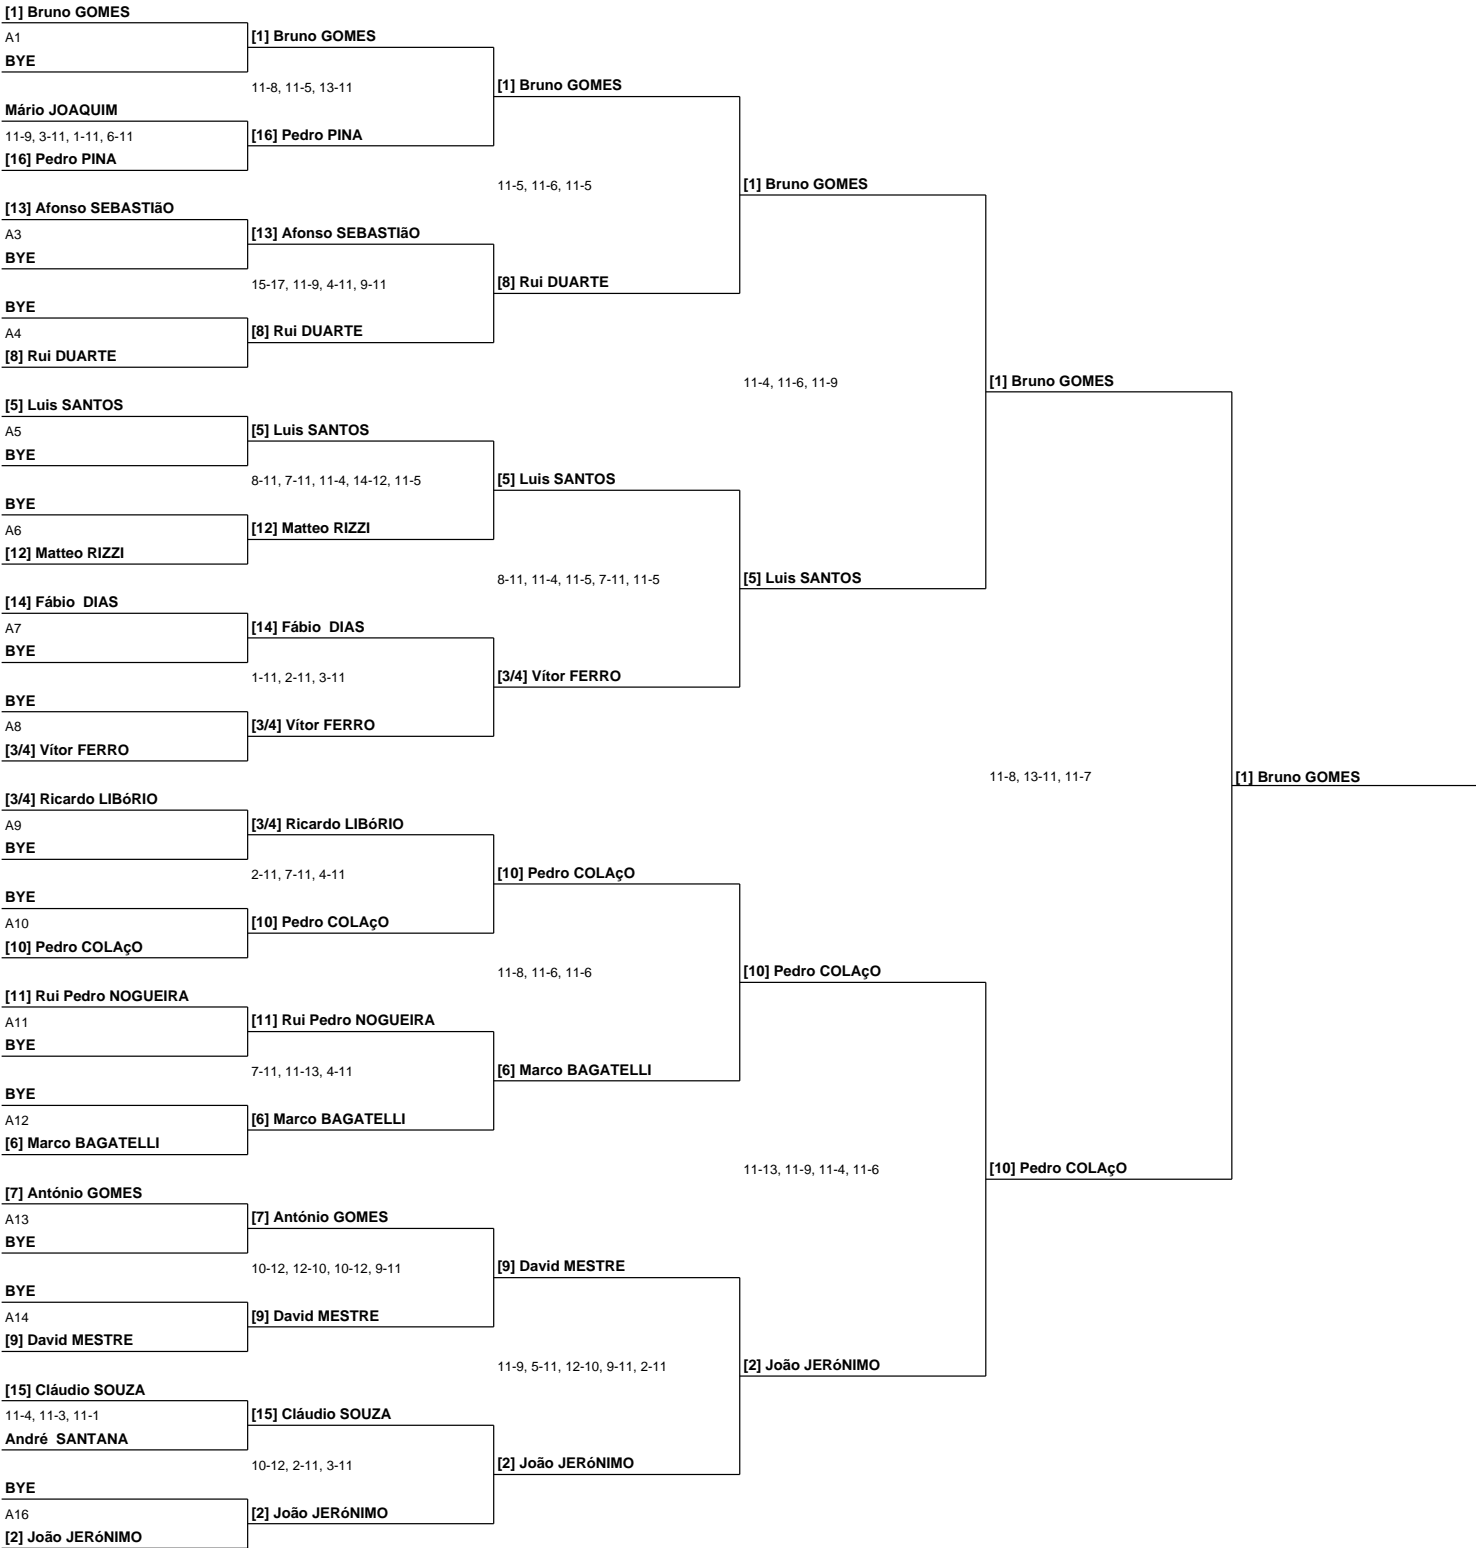 [1] Bruno GOMES
A1
BYE
Mário JOAQUIM
11-9, 3-11, 1-11, 6-11
[16] Pedro PINA
[13] Afonso SEBASTIãO
A3
BYE
BYE
A4
[8] Rui DUARTE
[5] Luis SANTOS
A5
BYE
BYE
A6
[12] Matteo RIZZI
[14] Fábio  DIAS
A7
BYE
BYE
A8
[3/4] Vítor FERRO
[3/4] Ricardo LIBóRIO
A9
BYE
BYE
A10
[10] Pedro COLAçO
[11] Rui Pedro NOGUEIRA
A11
BYE
BYE
A12
[6] Marco BAGATELLI
[7] António GOMES
A13
BYE
BYE
A14
[9] David MESTRE
[15] Cláudio SOUZA
11-4, 11-3, 11-1
André  SANTANA
BYE
A16
[2] João JERóNIMO
[1] Bruno GOMES
11-8, 11-5, 13-11
[16] Pedro PINA
[13] Afonso SEBASTIãO
15-17, 11-9, 4-11, 9-11
[8] Rui DUARTE
[5] Luis SANTOS
8-11, 7-11, 11-4, 14-12, 11-5
[12] Matteo RIZZI
[14] Fábio  DIAS
1-11, 2-11, 3-11
[3/4] Vítor FERRO
[3/4] Ricardo LIBóRIO
2-11, 7-11, 4-11
[10] Pedro COLAçO
[11] Rui Pedro NOGUEIRA
7-11, 11-13, 4-11
[6] Marco BAGATELLI
[7] António GOMES
10-12, 12-10, 10-12, 9-11
[9] David MESTRE
[15] Cláudio SOUZA
10-12, 2-11, 3-11
[2] João JERóNIMO
[1] Bruno GOMES
11-5, 11-6, 11-5
[8] Rui DUARTE
[5] Luis SANTOS
8-11, 11-4, 11-5, 7-11, 11-5
[3/4] Vítor FERRO
[10] Pedro COLAçO
11-8, 11-6, 11-6
[6] Marco BAGATELLI
[9] David MESTRE
11-9, 5-11, 12-10, 9-11, 2-11
[2] João JERóNIMO
[1] Bruno GOMES
11-4, 11-6, 11-9
[5] Luis SANTOS
[10] Pedro COLAçO
11-13, 11-9, 11-4, 11-6
[2] João JERóNIMO
[1] Bruno GOMES
11-8, 13-11, 11-7
[10] Pedro COLAçO
[1] Bruno GOMES